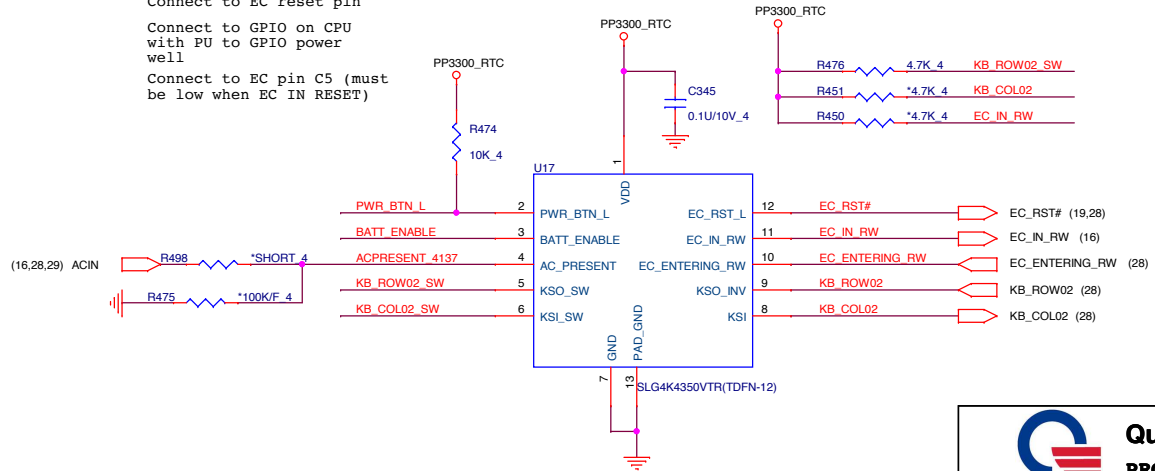 Connect to EC reset pin
Connect to GPIO on CPU
with PU to GPIO power
well
Connect to EC pin C5 (must
be low when EC IN RESET)
PP3300_RTC
R474
10K_4
PP3300_RTC
C345
0.1U/10V_4
PP3300_RTC
R476 4.7K_4 KB_ROW02_SW
R451 *4.7K_4 KB_COL02
R450 *4.7K_4 EC_IN_RW
U17
1
VDD
PWR_BTN_L 2 PWR_BTN_L EC_RST_L 12 EC_RST# EC_RST# (19,28)
BATT_ENABLE 3 BATT_ENABLE EC_IN_RW 11 EC_IN_RW EC_IN_RW (16)
(16,28,29) ACIN R498 *SHORT_4 ACPRESENT_4137 4 AC_PRESENT EC_ENTERING_RW 10 EC_ENTERING_RW EC_ENTERING_RW (28)
R475 *100K/F_4 KB_ROW02_SW 5 KSO_SW KSO_INV 9 KB_ROW02 KB_ROW02 (28)
KB_COL02_SW 6 KSI_SW KSI 8 KB_COL02 KB_COL02 (28)
GND PAD_GND
7 13
SLG4K4350VTR(TDFN-12)
Qu